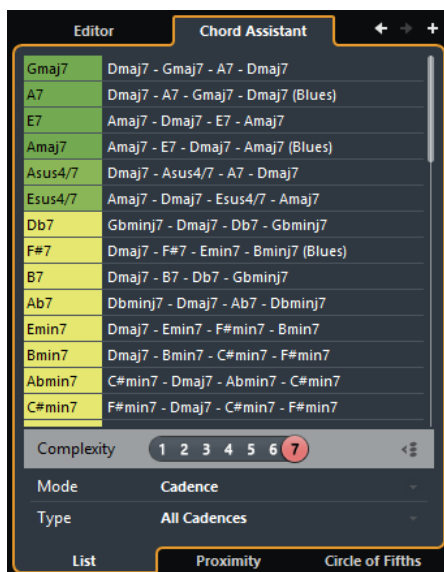 Editor Chord Assistant
Gmaj7 Dmaj7 - Gmaj7 - A7 - Dmaj7
A7 Dmaj7 - A7 - Gmaj7 - Dmaj7 (Blues)
E7 Amaj7 - Dmaj7 - E7 - Amaj7
Amaj7 Amaj7 - E7 - Dmaj7 - Amaj7 (Blues)
Asus4/7 Dmaj7 - Asus4/7 - A7 - Dmaj7
Esus4/7 Amaj7 - Dmaj7 - Esus4/7 - Amaj7
Db7 Gbminj7 - Dmaj7 - Db7 - Gbminj7
F#7 Dmaj7 - F#7 - Emin7 - Bminj7 (Blues)
B7 Dmaj7 - B7 - Db7 - Gbminj7
Ab7 Dbminj7 - Dmaj7 - Ab7 - Dbminj7
Emin7 Dmaj7 - Emin7 - F#min7 - Bmin7
Bmin7 Dmaj7 - Bmin7 - C#min7 - F#min7
Abmin7 C#min7 - Dmaj7 - Abmin7 - C#min7
C#min7 F#min7 - Dmaj7 - C#min7 - F#min7
Complexity 1 2 3 4 5 6 7
Mode Cadence
Type All Cadences
List Proximity Circle of Fifths